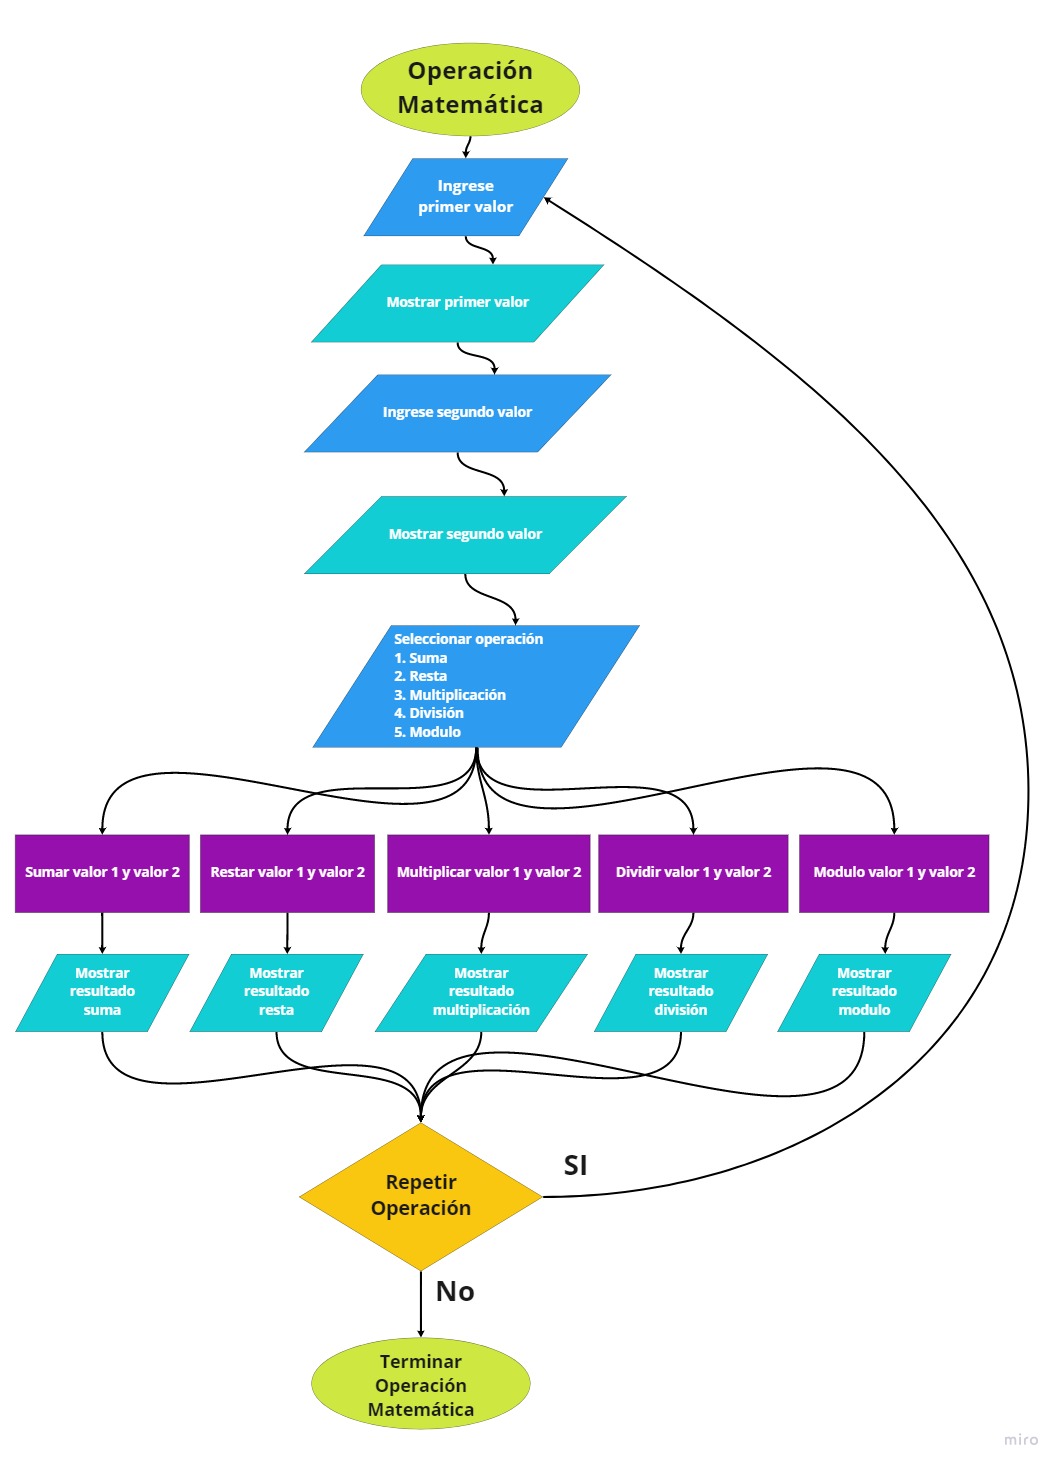 Operación
Matemática
Ingrese
primer valor
Mostrar primer valor
Ingrese segundo valor
Mostrar segundo valor
Seleccionar operación
1. Suma
2. Resta
3. Multiplicación
4. División
5. Modulo
Sumar valor 1 y valor 2
Restar valor 1 y valor 2
Multiplicar valor 1 y valor 2
Dividir valor 1 y valor 2
Modulo valor 1 y valor 2
Mostrar
resultado
suma
Mostrar
resultado
resta
Mostrar
resultado
multiplicación
Mostrar
resultado
división
Mostrar
resultado
modulo
Repetir
Operación
SI
No
Terminar
Operación
Matemática
miro